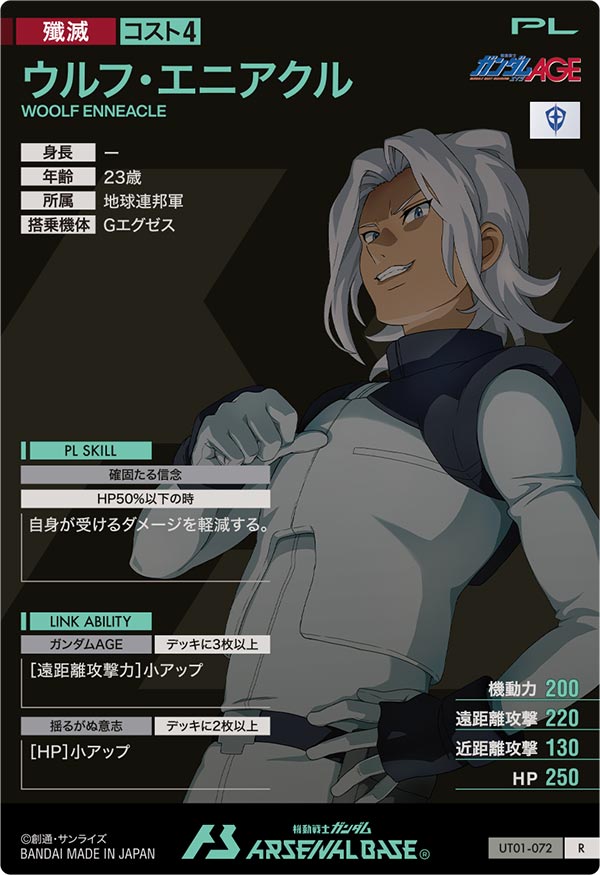 殲滅 コスト4 PL
ウルフ・エニアクル
WOOLF ENNEACLE
ガンダムAGE
身長 ー
年齢 23歳
所属 地球連邦軍
搭乗機体 Gエグゼス
PL SKILL
確固たる信念
HP50%以下の時
自身が受けるダメージを軽減する。
LINK ABILITY
ガンダムAGE デッキに3枚以上
[遠距離攻撃力]小アップ
揺るがぬ意志 デッキに2枚以上
[HP]小アップ
機動力 200
遠距離攻撃 220
近距離攻撃 130
HP 250
©創通・サンライズ
BANDAI MADE IN JAPAN
機動戦士ガンダム
ARSENAL BASE®
UT01-072 R